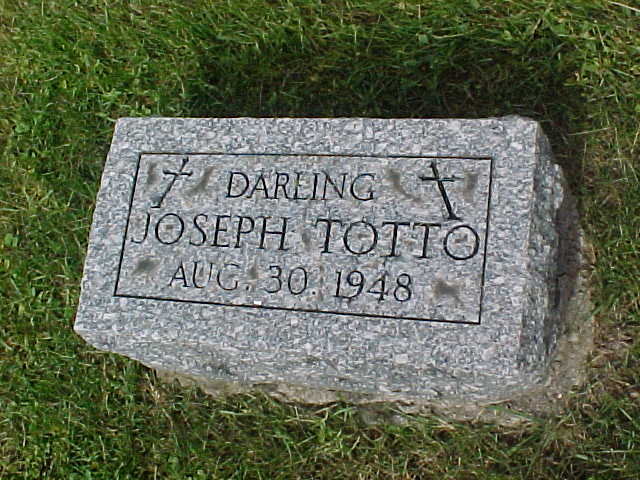 DARLING
JOSEPH TOTTO
AUG. 30. 1948